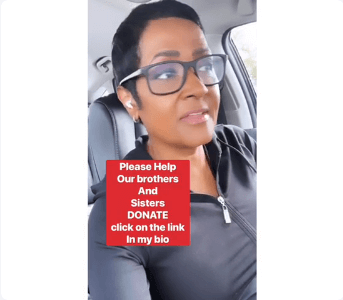 Please Help
Our brothers
And
Sisters
DONATE
click on the link
In my bio